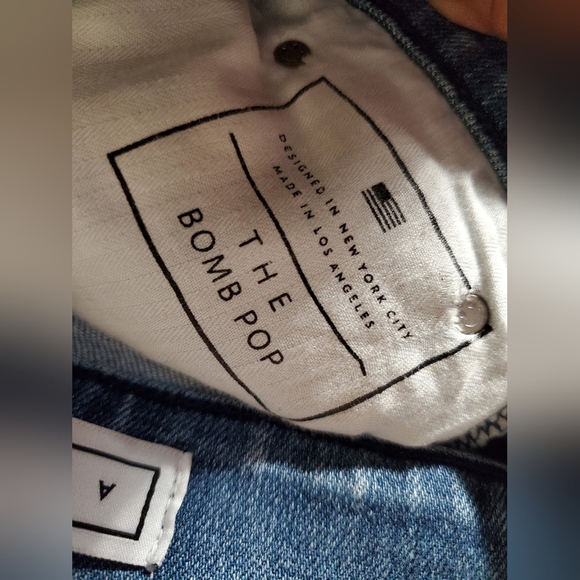 DESIGNED IN NEW YORK CITY
MADE IN LOS ANGELES
THE
BOMB POP
A